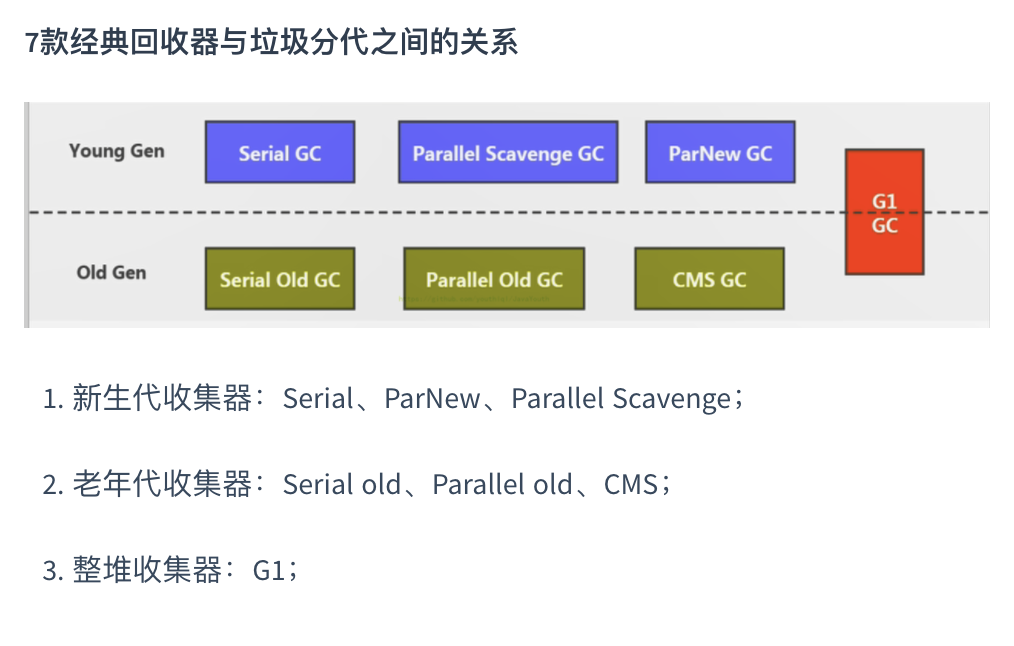 7款经典回收器与垃圾分代之间的关系
Young Gen
Serial GC
Parallel Scavenge GC
ParNew GC
G1
GC
Old Gen
Serial Old GC
Parallel Old GC
CMS GC
1. 新生代收集器：Serial、ParNew、Parallel Scavenge；
2. 老年代收集器：Serial old、Parallel old、CMS；
3. 整堆收集器：G1；